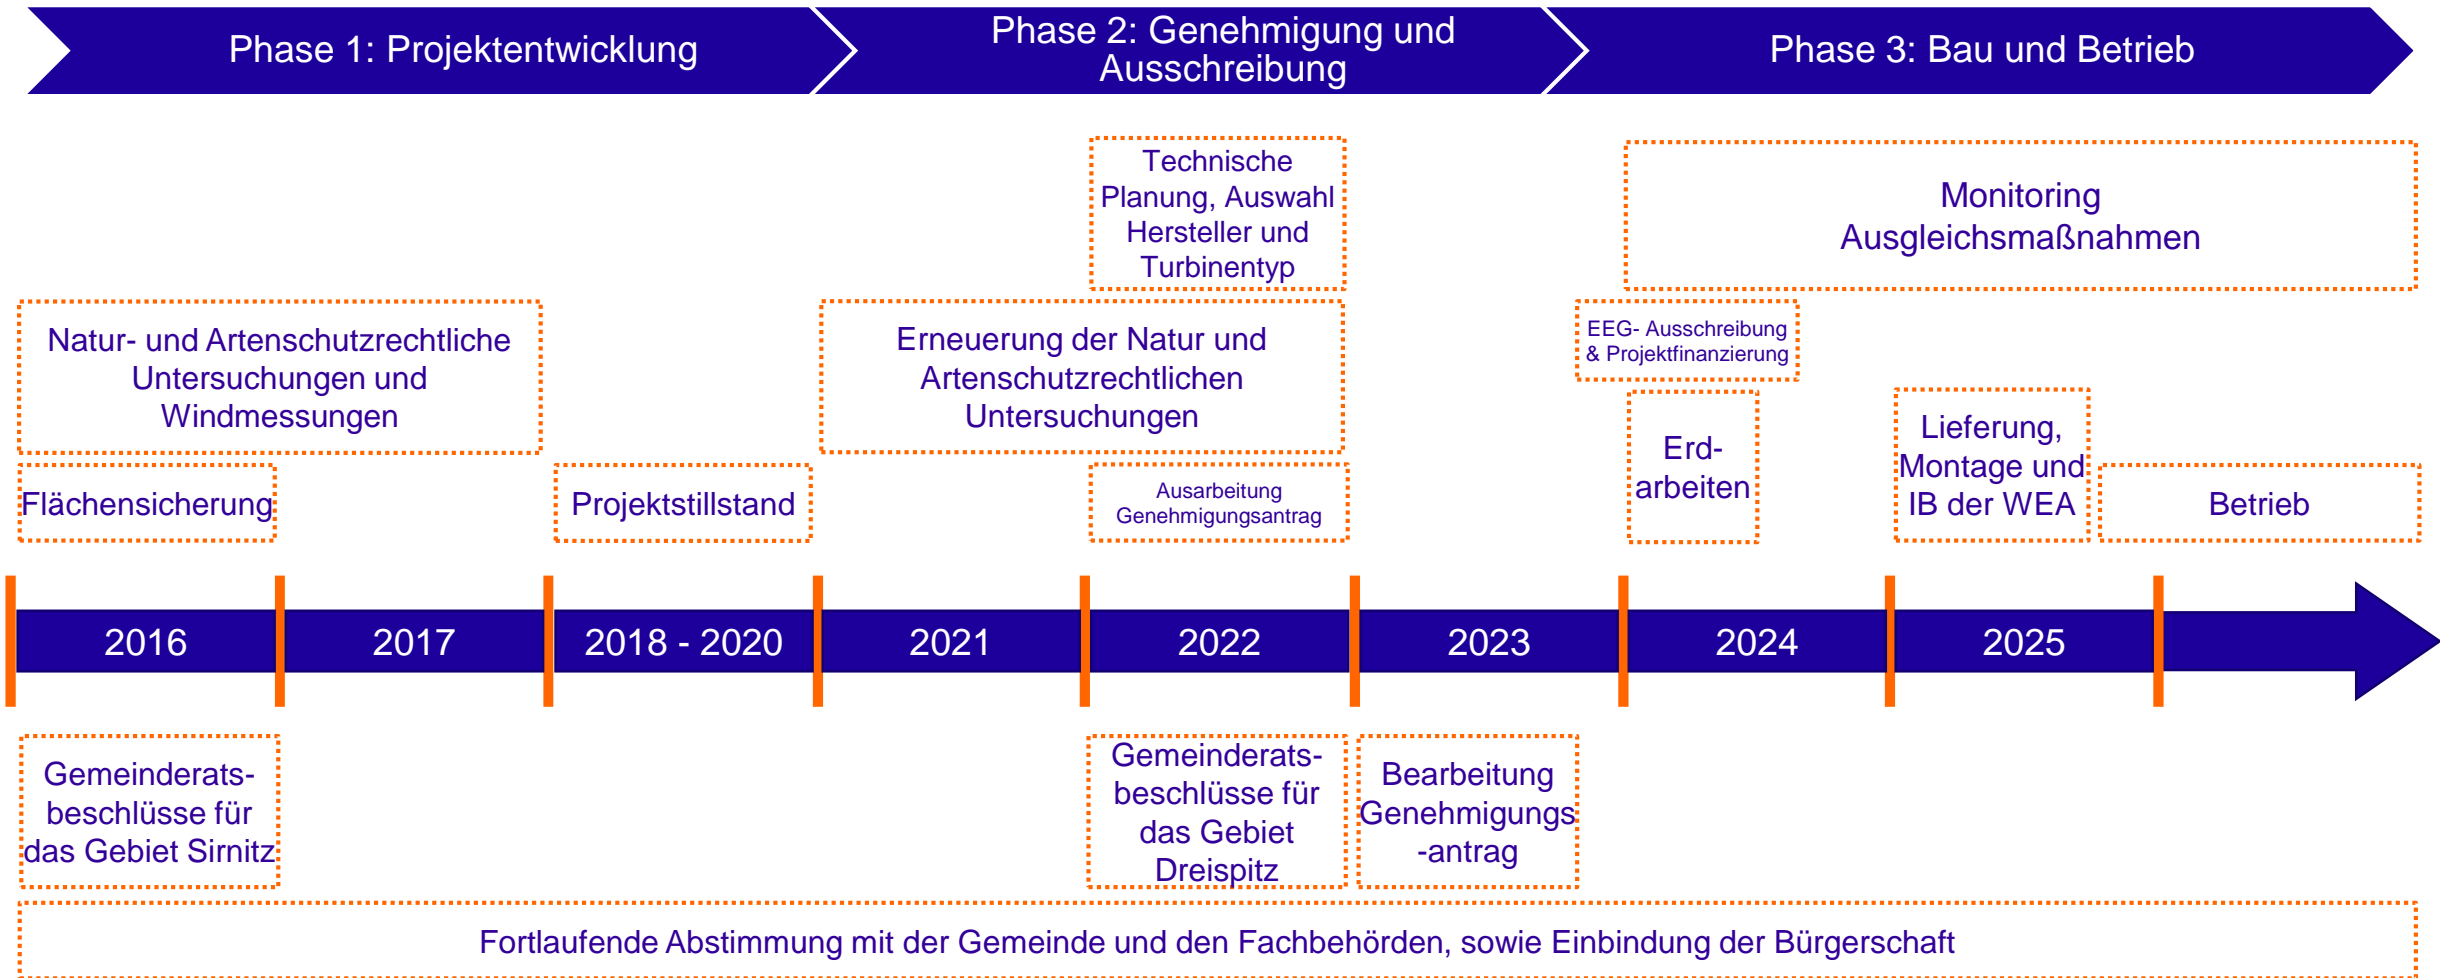 Phase 1: Projektentwicklung
Phase 2: Genehmigung und
Ausschreibung
Phase 3: Bau und Betrieb
Technische
Planung, Auswahl
Hersteller und
Turbinentyp
Monitoring
Ausgleichsmaßnahmen
Natur- und Artenschutzrechtliche
Untersuchungen und
Windmessungen
Erneuerung der Natur und
Artenschutzrechtlichen
Untersuchungen
EEG- Ausschreibung
& Projektfinanzierung
Flächensicherung
Projektstillstand
Ausarbeitung
Genehmigungsantrag
Erd-
arbeiten
Lieferung,
Montage und
IB der WEA
Betrieb
2016
2017
2018 - 2020
2021
2022
2023
2024
2025
Gemeinderats-
beschlüsse für
das Gebiet Sirnitz
Gemeinderats-
beschlüsse für
das Gebiet
Dreispitz
Bearbeitung
Genehmigungs
-antrag
Fortlaufende Abstimmung mit der Gemeinde und den Fachbehörden, sowie Einbindung der Bürgerschaft